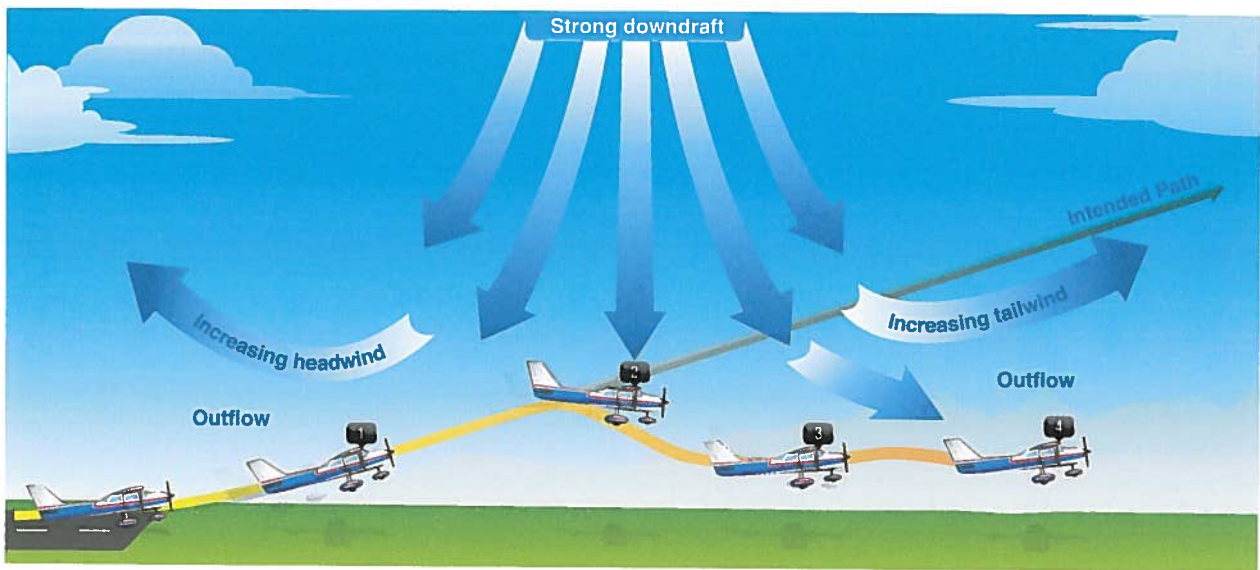 Strong downdraft
Intended Path
Increasing tailwind
Increasing headwind
Outflow
Outflow
1
2
3
4